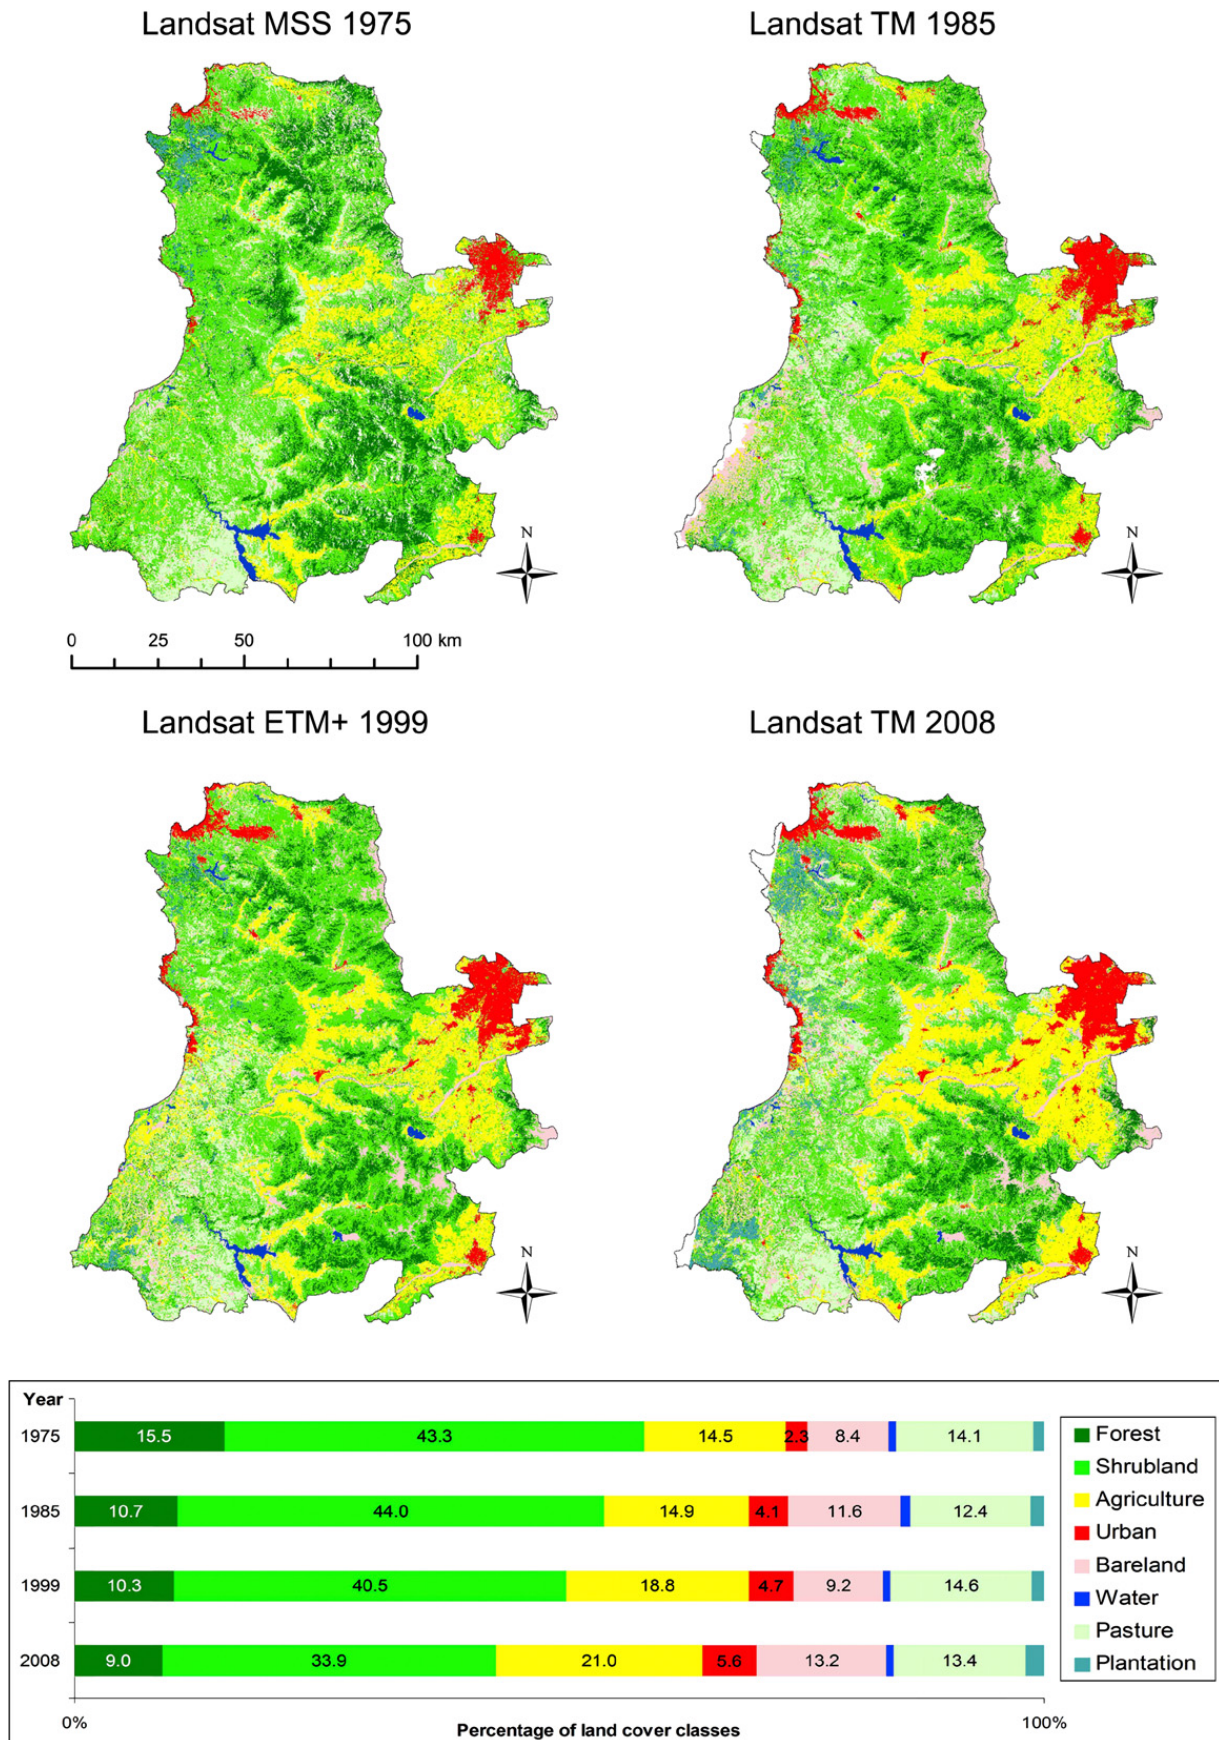 Landsat MSS 1975
Landsat TM 1985
N
N
0 25 50 100 km
Landsat ETM+ 1999
Landsat TM 2008
N
N
Year
1975 15.5 43.3 14.5 2.3 8.4 14.1
1985 10.7 44.0 14.9 4.1 11.6 12.4
1999 10.3 40.5 18.8 4.7 9.2 14.6
2008 9.0 33.9 21.0 5.6 13.2 13.4
0% 100%
Percentage of land cover classes
Forest
Shrubland
Agriculture
Urban
Bareland
Water
Pasture
Plantation